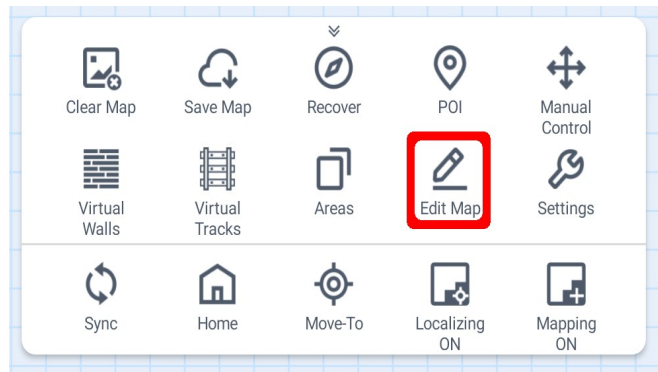 Clear Map
Save Map
Recover
POI
Manual
Control
Virtual
Walls
Virtual
Tracks
Areas
Edit Map
Settings
Sync
Home
Move-To
Localizing
ON
Mapping
ON